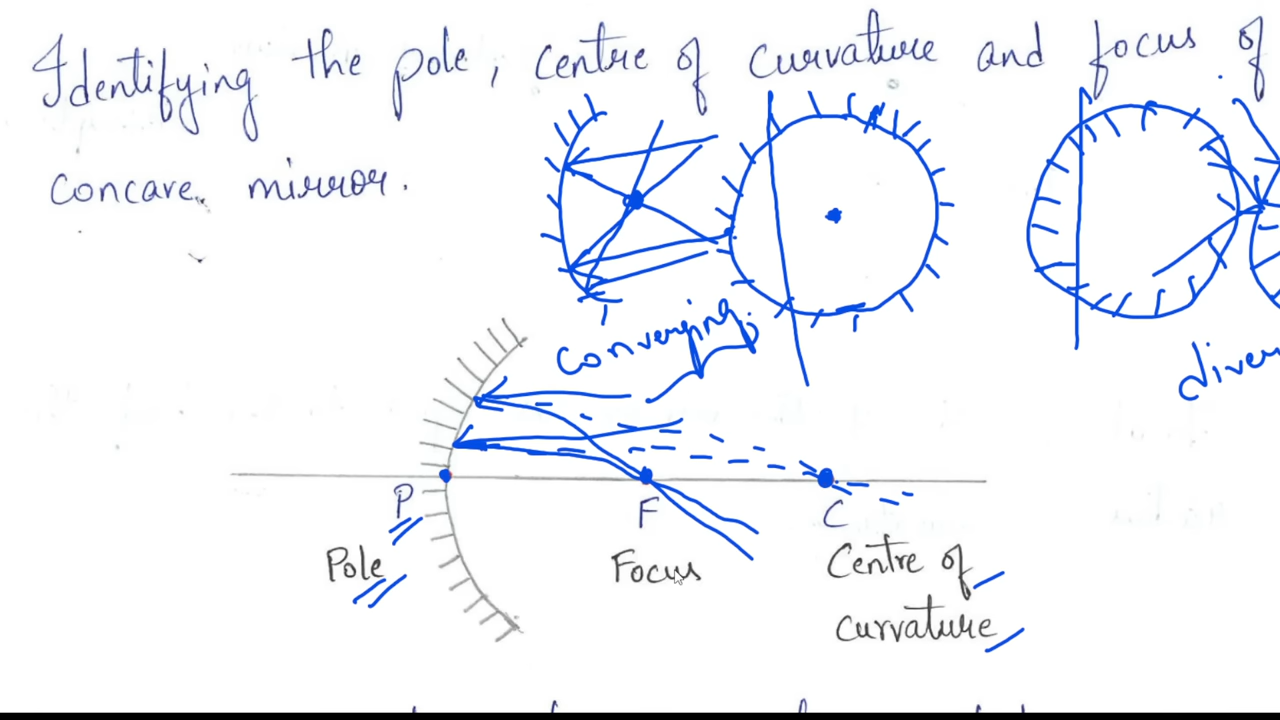 Identifying the pole, centre of curvature and focus of
concave mirror.
Converging
P
F
C
Pole
Focus
Centre of
curvature